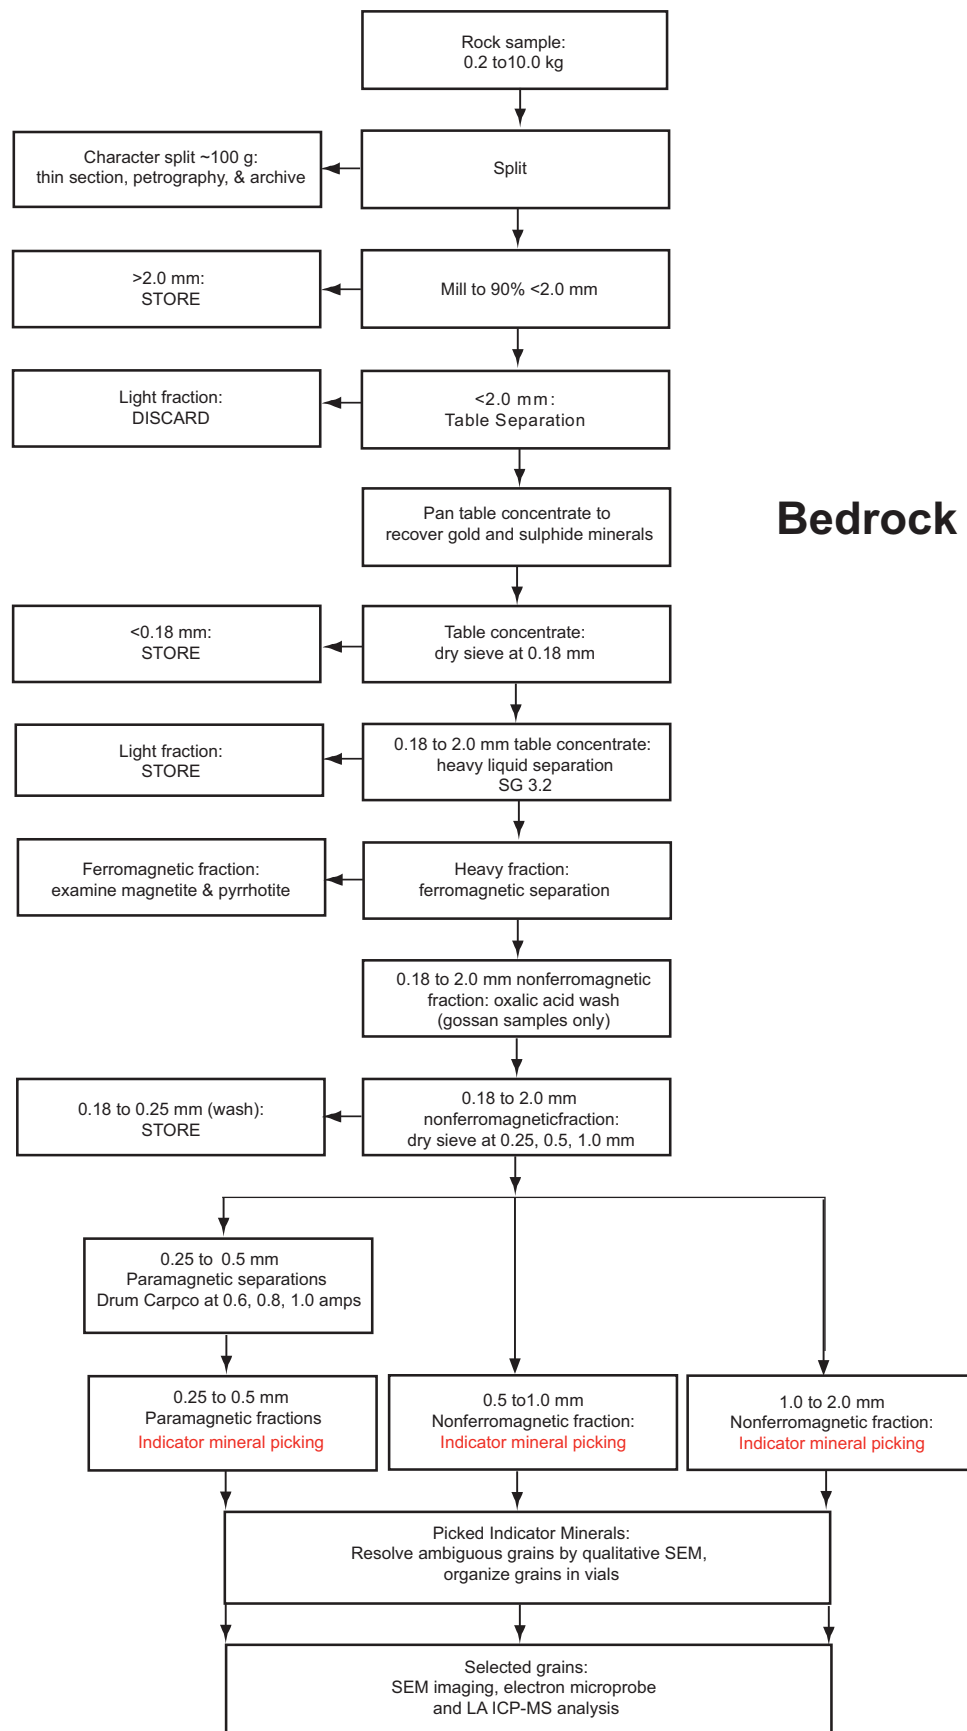 Rock sample:
0.2 to10.0 kg
Character split ~100 g:
thin section, petrography, & archive
Split
>2.0 mm:
STORE
Mill to 90% <2.0 mm
Light fraction:
DISCARD
<2.0 mm:
Table Separation
Pan table concentrate to
recover gold and sulphide minerals
Bedrock
<0.18 mm:
STORE
Table concentrate:
dry sieve at 0.18 mm
Light fraction:
STORE
0.18 to 2.0 mm table concentrate:
heavy liquid separation
SG 3.2
Ferromagnetic fraction:
examine magnetite & pyrrhotite
Heavy fraction:
ferromagnetic separation
0.18 to 2.0 mm nonferromagnetic
fraction: oxalic acid wash
(gossan samples only)
0.18 to 0.25 mm (wash):
STORE
0.18 to 2.0 mm
nonferromagneticfraction:
dry sieve at 0.25, 0.5, 1.0 mm
0.25 to 0.5 mm
Paramagnetic separations
Drum Carpco at 0.6, 0.8, 1.0 amps
0.25 to 0.5 mm
Paramagnetic fractions
Indicator mineral picking
0.5 to1.0 mm
Nonferromagnetic fraction:
Indicator mineral picking
1.0 to 2.0 mm
Nonferromagnetic fraction:
Indicator mineral picking
Picked Indicator Minerals:
Resolve ambiguous grains by qualitative SEM,
organize grains in vials
Selected grains:
SEM imaging, electron microprobe
and LA ICP-MS analysis